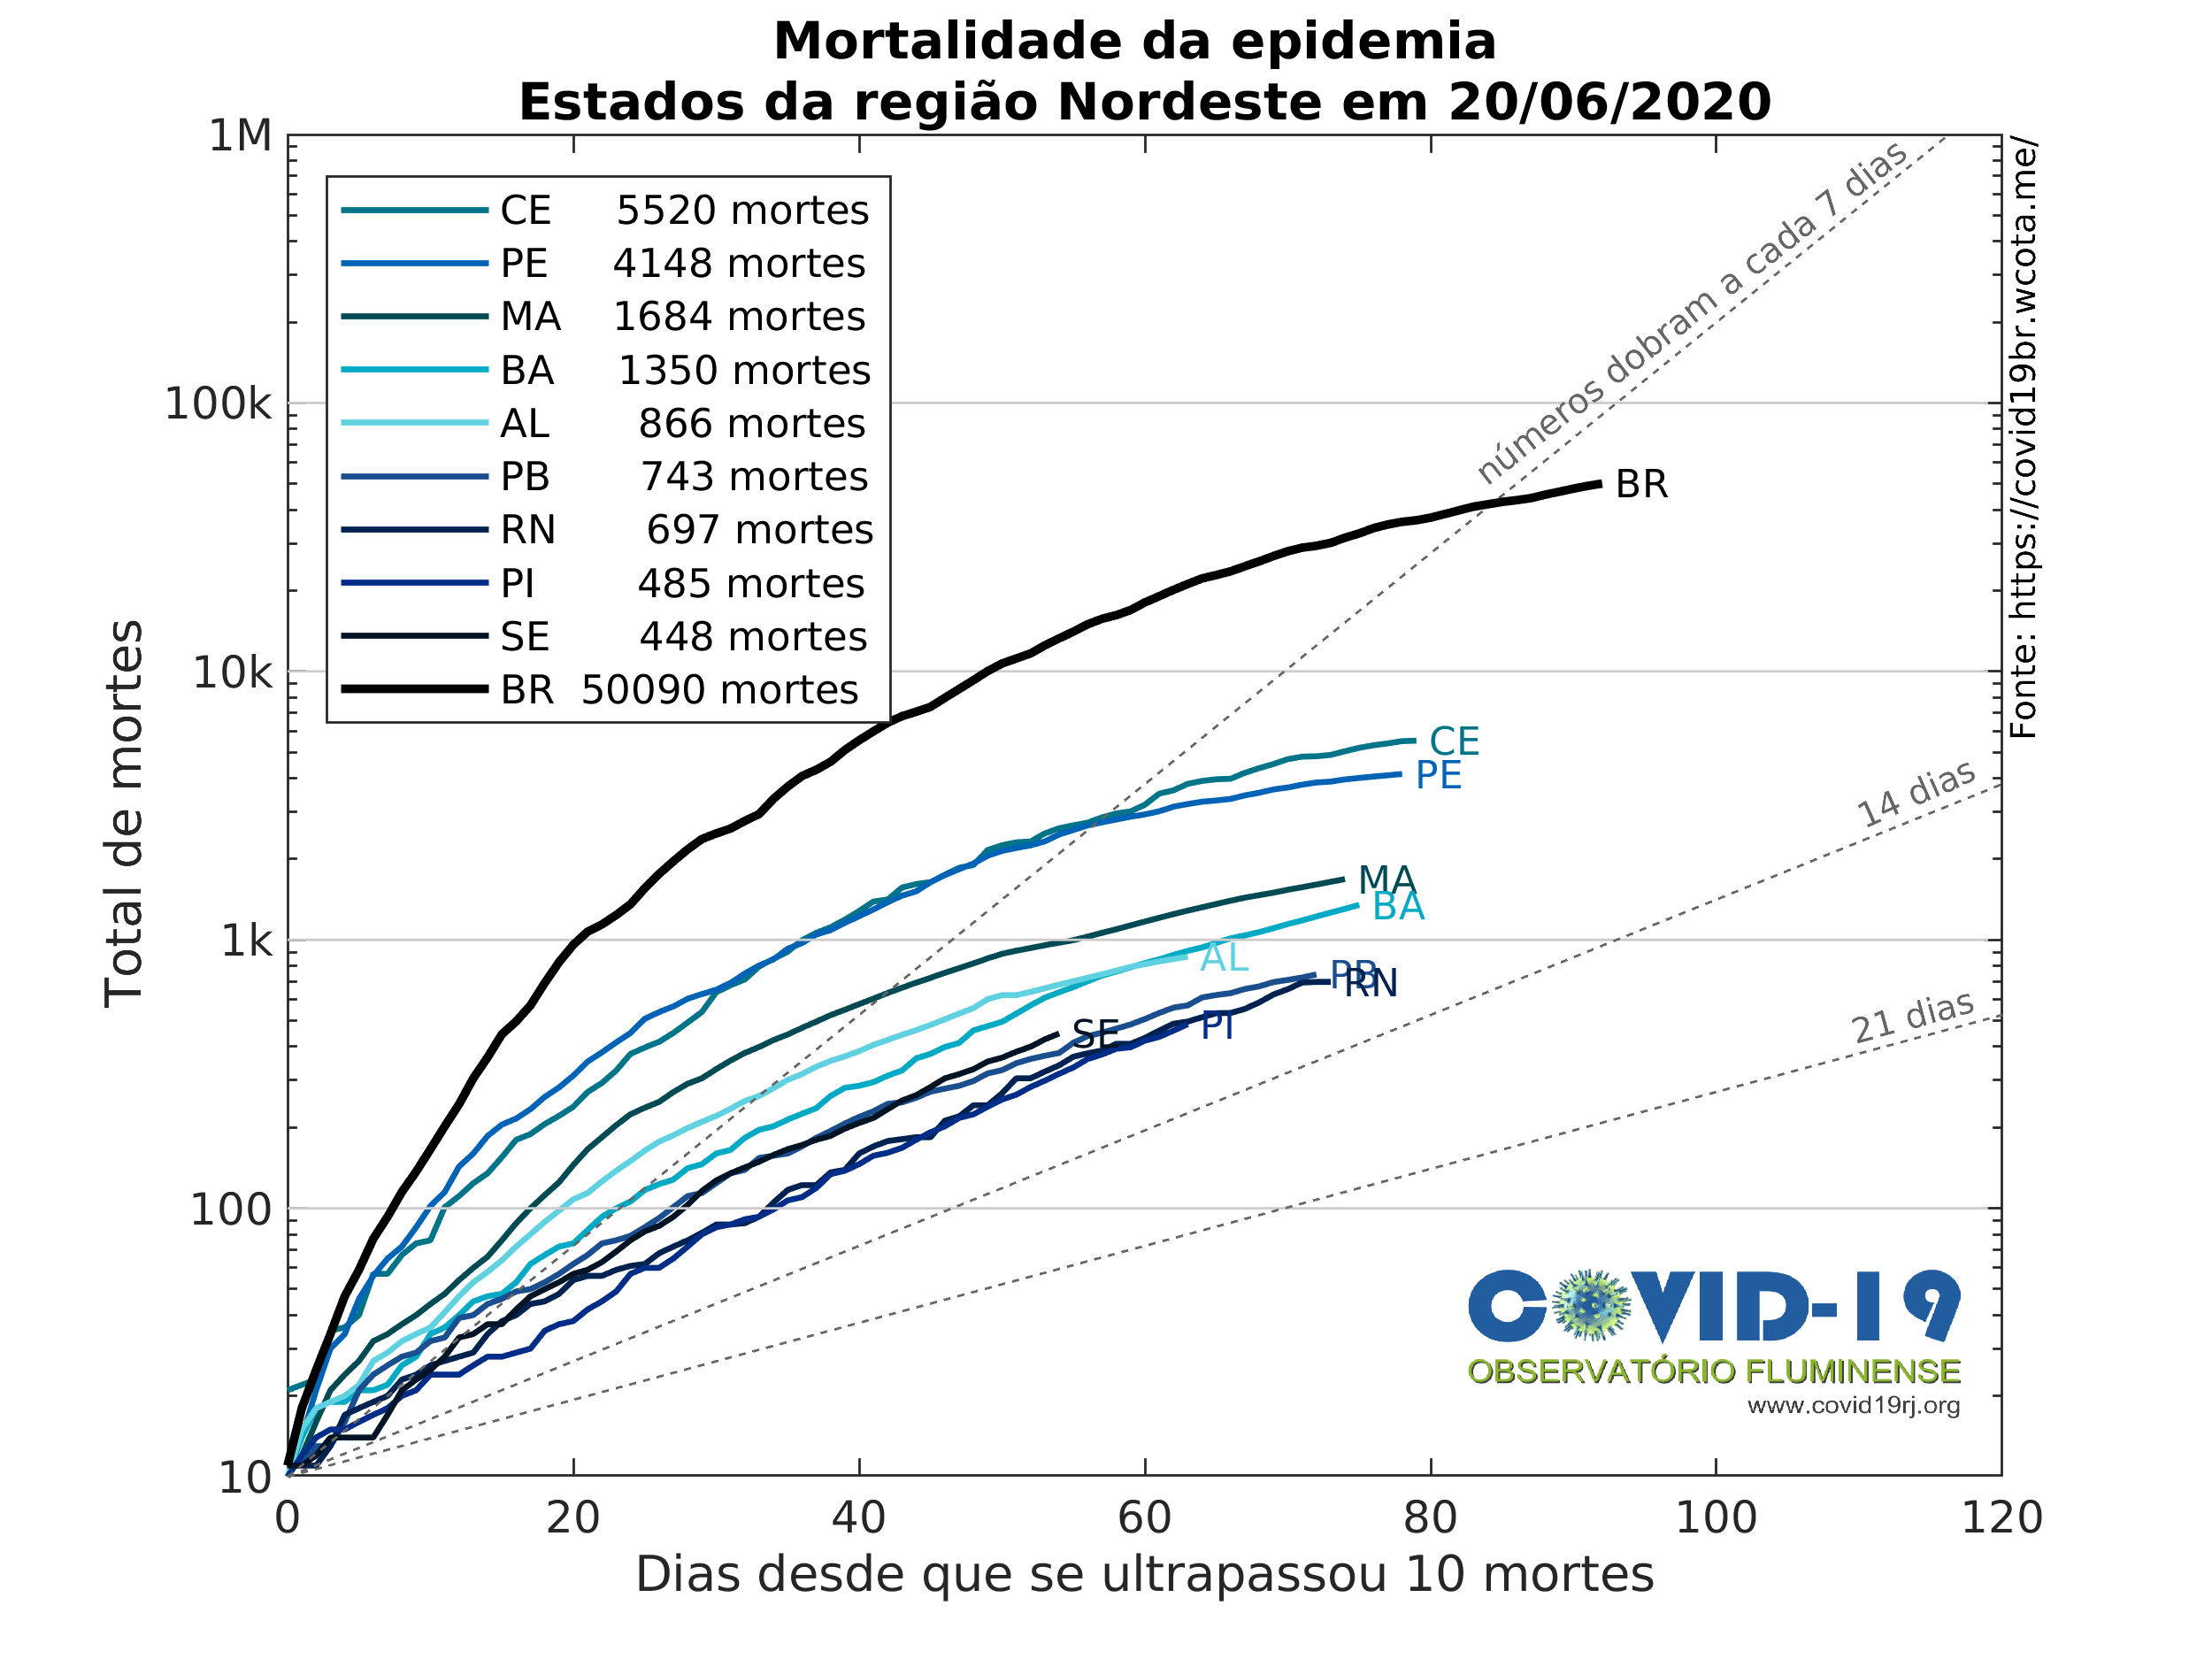 Mortalidade da epidemia
Estados da região Nordeste em 20/06/2020
1M
100k
10k
1k
100
10
Total de mortes
CE 5520 mortes
PE 4148 mortes
MA 1684 mortes
BA 1350 mortes
AL 866 mortes
PB 743 mortes
RN 697 mortes
PI 485 mortes
SE 448 mortes
BR 50090 mortes
números dobram a cada 7 dias
14 dias
21 dias
BR
CE
PE
MA
BA
AL
PB
RN
PI
SE
Fonte: https://covid19br.wcota.me/
COVID-19
OBSERVATÓRIO FLUMINENSE
www.covid19rj.org
0 20 40 60 80 100 120
Dias desde que se ultrapassou 10 mortes